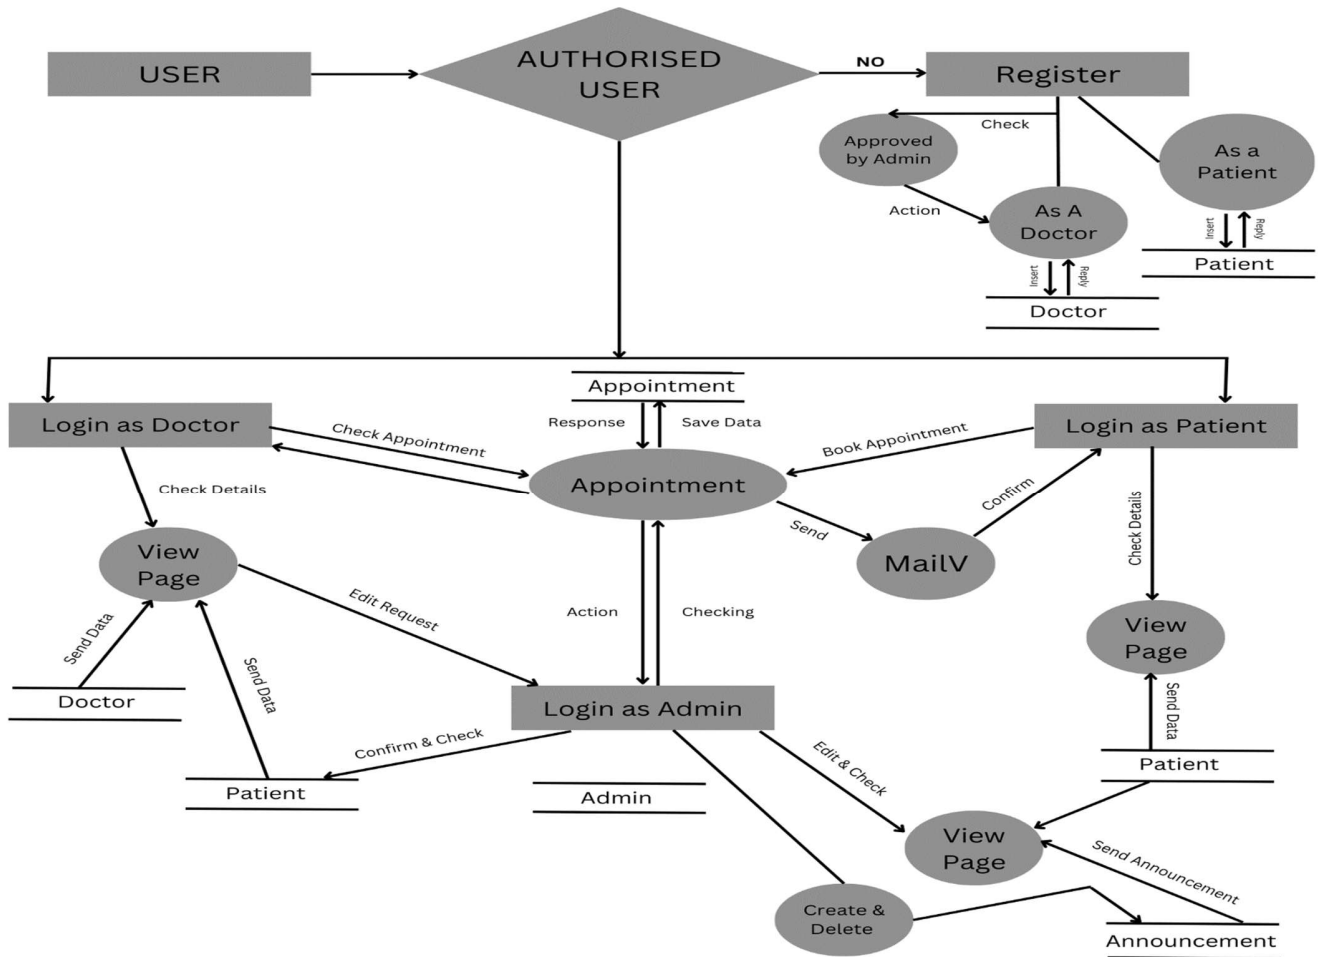 USER
AUTHORISED
USER
NO
Register
Check
Approved
by Admin
As a
Patient
Action
As A
Doctor
Insert
Reply
Patient
Insert
Reply
Doctor
Appointment
Response
Save Data
Login as Doctor
Check Appointment
Book Appointment
Login as Patient
Appointment
Check Details
Send
Confirm
MailV
Check Details
View
Page
Edit Request
Action
Checking
View
Page
Send Data
Send Data
Send Data
Doctor
Login as Admin
Confirm & Check
Edit & Check
Patient
Patient
Admin
View
Page
Send Announcement
Create &
Delete
Announcement